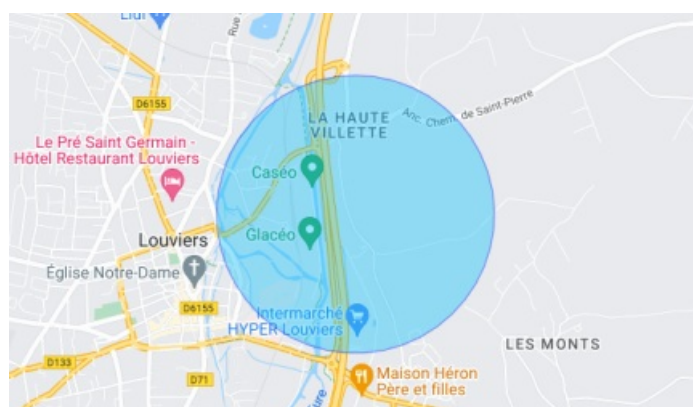 Lidl
Rue
D6155
LA HAUTE
VILLETTE
Anc. Chem. de Saint-Pierre
Le Pré Saint Germain -
Hôtel Restaurant Louviers
Caséo
Glacéo
Louviers
Église Notre-Dame
D6155
Intermarché
HYPER Louviers
LES MONTS
D133
D71
Maison Héron
Père et filles
Eure